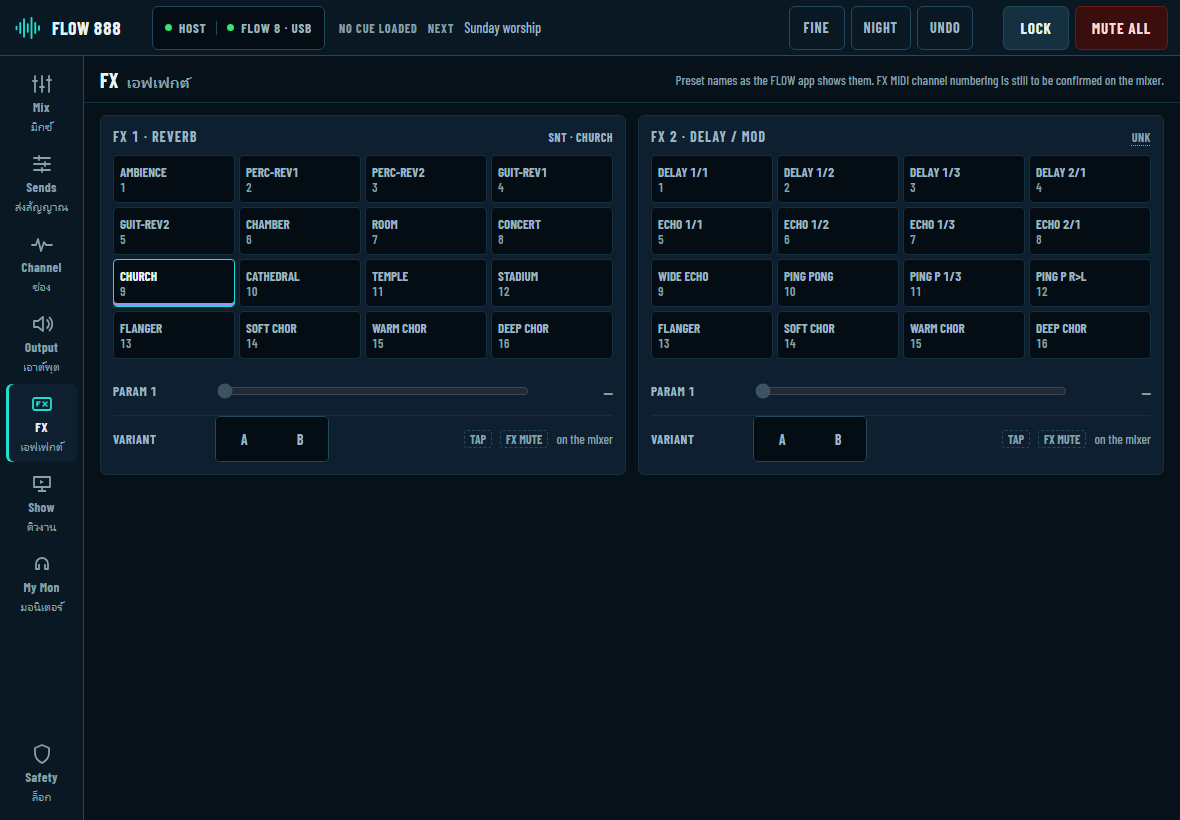 FLOW 888
HOST FLOW 8 · USB
NO CUE LOADED NEXT Sunday worship
FINE NIGHT UNDO LOCK MUTE ALL
Mix
มิกซ์
Sends
ส่งสัญญาณ
Channel
ช่อง
Output
เอาต์พุต
FX
เอฟเฟกต์
Show
คิวงาน
My Mon
มอนิเตอร์
Safety
ล็อก
FX เอฟเฟกต์
Preset names as the FLOW app shows them. FX MIDI channel numbering is still to be confirmed on the mixer.
FX 1 · REVERB SNT · CHURCH
AMBIENCE PERC-REV1 PERC-REV2 GUIT-REV1
1 2 3 4
GUIT-REV2 CHAMBER ROOM CONCERT
5 6 7 8
CHURCH CATHEDRAL TEMPLE STADIUM
9 10 11 12
FLANGER SOFT CHOR WARM CHOR DEEP CHOR
13 14 15 16
PARAM 1 –
VARIANT A B TAP FX MUTE on the mixer
FX 2 · DELAY / MOD UNK
DELAY 1/1 DELAY 1/2 DELAY 1/3 DELAY 2/1
1 2 3 4
ECHO 1/1 ECHO 1/2 ECHO 1/3 ECHO 2/1
5 6 7 8
WIDE ECHO PING PONG PING P 1/3 PING P R>L
9 10 11 12
FLANGER SOFT CHOR WARM CHOR DEEP CHOR
13 14 15 16
PARAM 1 –
VARIANT A B TAP FX MUTE on the mixer